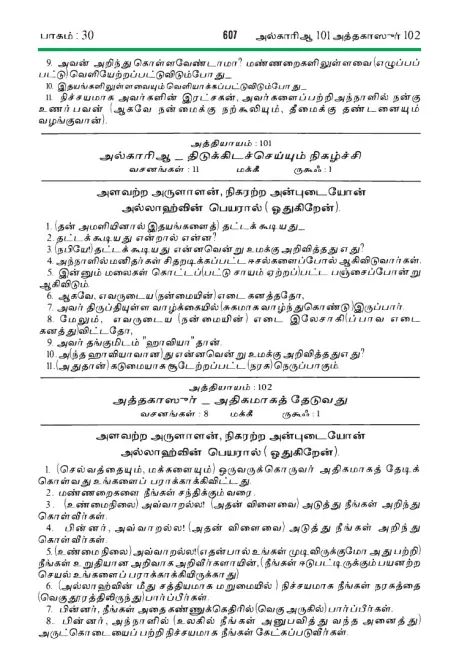 பாகம் : 30 607 அல்காரிஆ 101 அத்தகாஸுர் 102
9. அவன் அறிந்து கொள்ளவேண்டாமா? மண்ணறைகளிலுள்ளவை (எழுப்பப்
பட்டு) வெளியேற்றப்பட்டுவிடும்போது_
10. இதயங்களிலுள்ளவையும் வெளியாக்கப்பட்டுவிடும்போது_
11. நிச்சயமாக அவர்களின் இரட்சகன், அவர்களைப்பற்றி அந்நாளில் நன்கு
உணர்பவன் (ஆகவே நன்மைக்கு நற்கூலியும், தீமைக்கு தண்டனையும்
வழங்குவான்).
அத்தியாயம் : 101
அல்காரிஆ _ திடுக்கிடச்செய்யும் நிகழ்ச்சி
வசனங்கள் : 11 மக்கீ ருகூஃ : 1
அளவற்ற அருளாளன், நிகரற்ற அன்புடையோன்
அல்லாஹ்வின் பெயரால் ( ஓதுகிறேன்).
1. (தன் அமளியினால் இதயங்களைத்) தட்டக் கூடியது_
2. தட்டக் கூடியது என்றால் என்ன?
3. (நபியே!) தட்டக் கூடியது என்னவென்று உமக்கு அறிவித்தது எது?
4. அந்நாளில் மனிதர்கள் சிதறடிக்கப்பட்ட ஈசல்களைப்போல் ஆகிவிடுவார்கள்.
5. இன்னும் மலைகள் கொட்டப்(பட்டு சாயம் ஏற்ற)பட்ட பஞ்சைப்போன்று
ஆகிவிடும்.
6. ஆகவே, எவருடைய (நன்மையின்) எடை கனத்ததோ,
7. அவர் திருப்தியுள்ள வாழ்க்கையில் (சுகமாக வாழ்ந்துகொண்டு) இருப்பார்.
8. மேலும், எவருடைய (நன்மையின்) எடை இலேசாகி(ப் பாவ எடை
கனத்து)விட்டதோ,
9. அவர் தங்குமிடம் "ஹாவியா" தான்.
10. அ(ந்த ஹாவியாவான)து என்னவென்று உமக்கு அறிவித்தது எது?
11. (அதுதான்) கடுமையாக சூடேற்றப்பட்ட (நரக) நெருப்பாகும்.
அத்தியாயம் : 102
அத்தகாஸுர் _ அதிகமாகத் தேடுவது
வசனங்கள் : 8 மக்கீ ருகூஃ : 1
அளவற்ற அருளாளன், நிகரற்ற அன்புடையோன்
அல்லாஹ்வின் பெயரால் ( ஓதுகிறேன்).
1. (செல்வத்தையும், மக்களையும்) ஒருவருக்கொருவர் அதிகமாகத் தேடிக்
கொள்வது உங்களைப் பராக்காக்கிவிட்டது.
2. மண்ணறைகளை நீங்கள் சந்திக்கும் வரை.
3. (உண்மைநிலை) அவ்வாறல்ல! (அதன் விளைவை) அடுத்து நீங்கள் அறிந்து
கொள்வீர்கள்.
4. பின்னர், அவ்வாறல்ல! (அதன் விளைவை) அடுத்து நீங்கள் அறிந்து
கொள்வீர்கள்.
5. (உண்மை நிலை) அவ்வாறல்ல! (எதன்பால் உங்கள் முடிவிருக்குமோ அது பற்றி)
நீங்கள் உறுதியான அறிவாக அறிவீர்களாயின், (நீங்கள் ஈடுபட்டிருக்கும் பயனற்ற
செயல் உங்களைப் பராக்காக்கியிருக்காது)
6. (அல்லாஹ்வின் மீது சத்தியமாக மறுமையில் ) நிச்சயமாக நீங்கள் நரகத்தை
(வெகு தூரத்திலிருந்து) பார்ப்பீர்கள்.
7. பின்னர், நீங்கள் அதை கண்ணுக்கெதிரில் (வெகு அருகில்) பார்ப்பீர்கள்.
8. பின்னர், அந்நாளில் (உலகில் நீங்கள் அனுபவித்து வந்த அனைத்து)
அருட்கொடையைப் பற்றி நிச்சயமாக நீங்கள் கேட்கப்படுவீர்கள்.